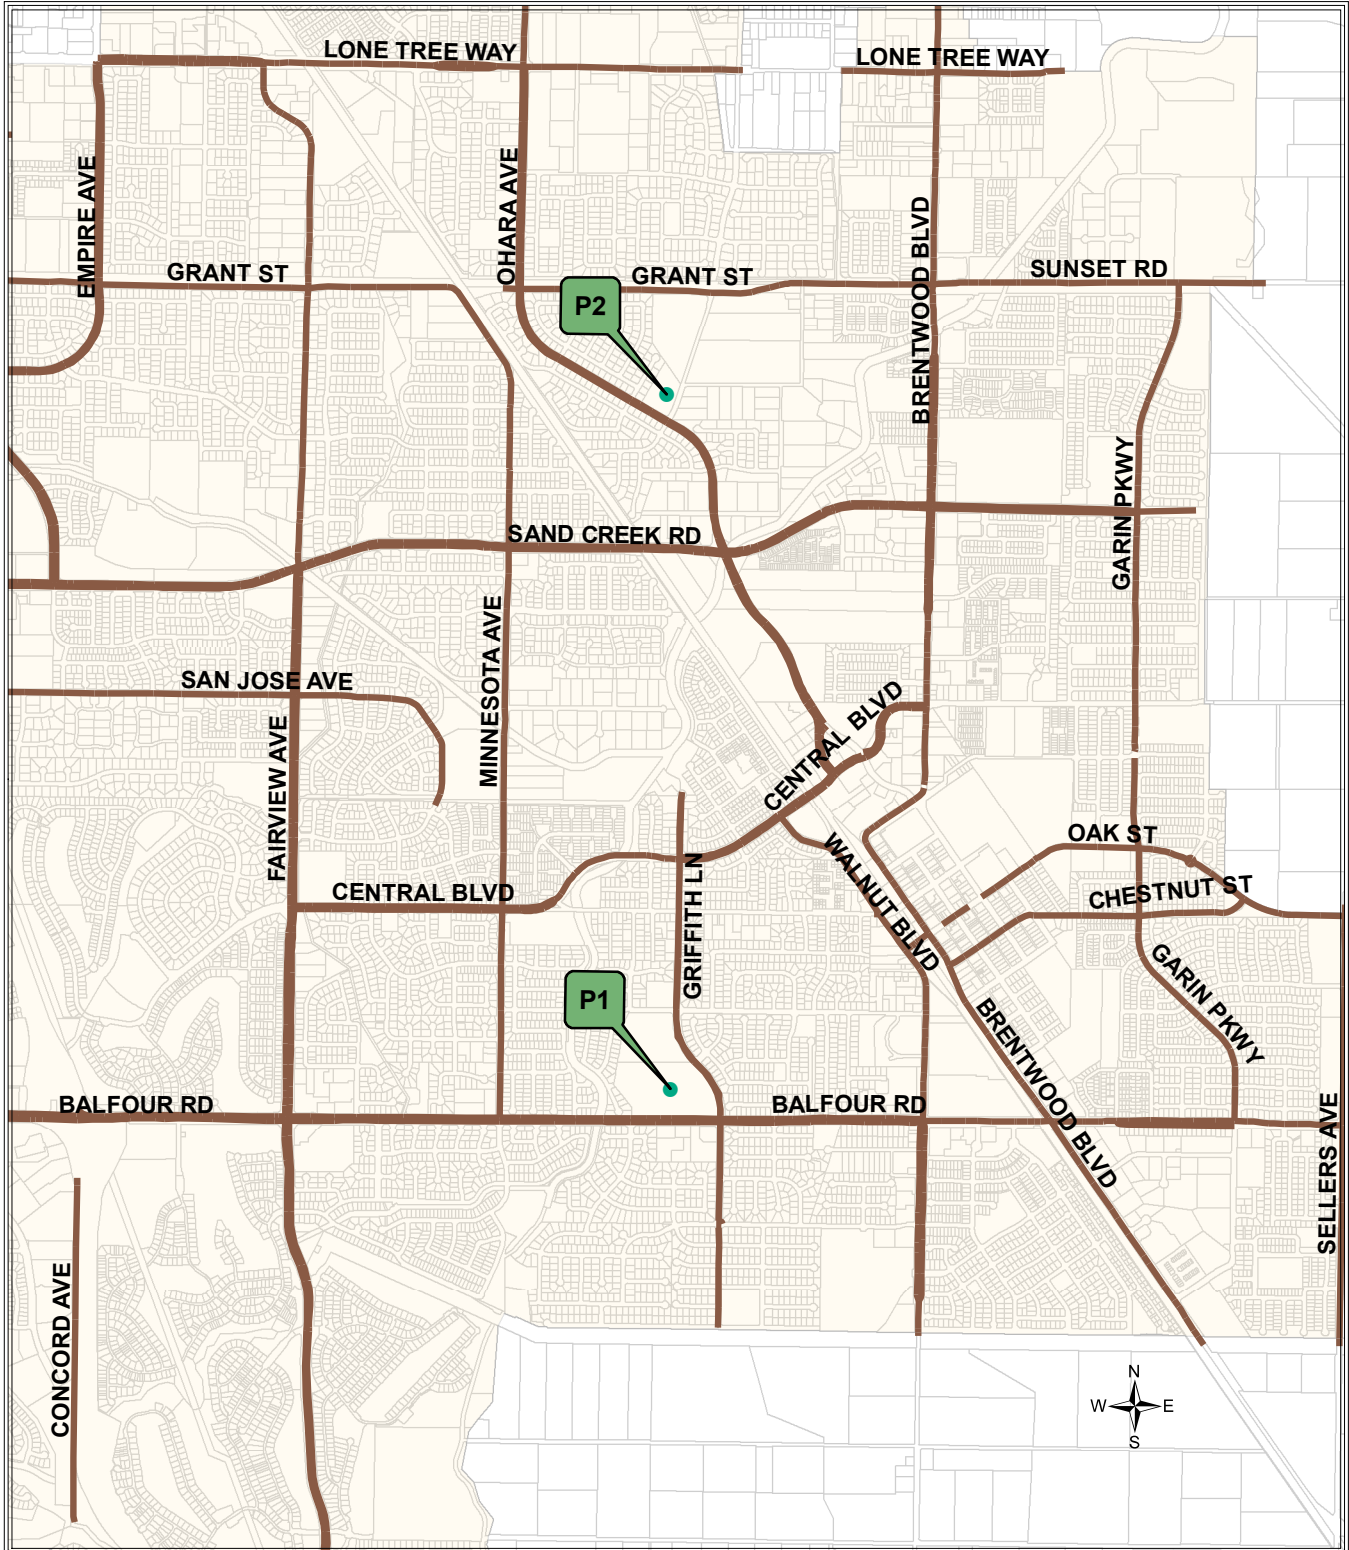 LONE TREE WAY
LONE TREE WAY
EMPIRE AVE
OHARA AVE
BRENTWOOD BLVD
GRANT ST
GRANT ST
SUNSET RD
P2
GARIN PKWY
SAND CREEK RD
MINNESOTA AVE
SAN JOSE AVE
FAIRVIEW AVE
CENTRAL BLVD
OAK ST
WALNUT BLVD
CHESTNUT ST
CENTRAL BLVD
GRIFFITH LN
GARIN PKWY
P1
BRENTWOOD BLVD
BALFOUR RD
BALFOUR RD
SELLERS AVE
CONCORD AVE
N
W E
S